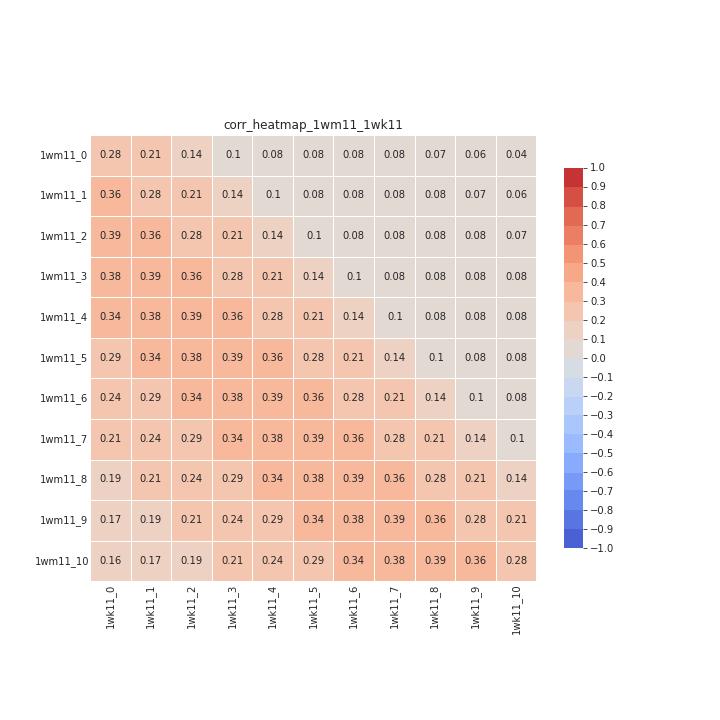 corr_heatmap_1wm11_1wk11
1wm11_0 0.28 0.21 0.14 0.1 0.08 0.08 0.08 0.08 0.07 0.06 0.04
1wm11_1 0.36 0.28 0.21 0.14 0.1 0.08 0.08 0.08 0.08 0.07 0.06
1wm11_2 0.39 0.36 0.28 0.21 0.14 0.1 0.08 0.08 0.08 0.08 0.07
1wm11_3 0.38 0.39 0.36 0.28 0.21 0.14 0.1 0.08 0.08 0.08 0.08
1wm11_4 0.34 0.38 0.39 0.36 0.28 0.21 0.14 0.1 0.08 0.08 0.08
1wm11_5 0.29 0.34 0.38 0.39 0.36 0.28 0.21 0.14 0.1 0.08 0.08
1wm11_6 0.24 0.29 0.34 0.38 0.39 0.36 0.28 0.21 0.14 0.1 0.08
1wm11_7 0.21 0.24 0.29 0.34 0.38 0.39 0.36 0.28 0.21 0.14 0.1
1wm11_8 0.19 0.21 0.24 0.29 0.34 0.38 0.39 0.36 0.28 0.21 0.14
1wm11_9 0.17 0.19 0.21 0.24 0.29 0.34 0.38 0.39 0.36 0.28 0.21
1wm11_10 0.16 0.17 0.19 0.21 0.24 0.29 0.34 0.38 0.39 0.36 0.28
1wk11_0 1wk11_1 1wk11_2 1wk11_3 1wk11_4 1wk11_5 1wk11_6 1wk11_7 1wk11_8 1wk11_9 1wk11_10
1.0
0.9
0.8
0.7
0.6
0.5
0.4
0.3
0.2
0.1
0.0
−0.1
−0.2
−0.3
−0.4
−0.5
−0.6
−0.7
−0.8
−0.9
−1.0